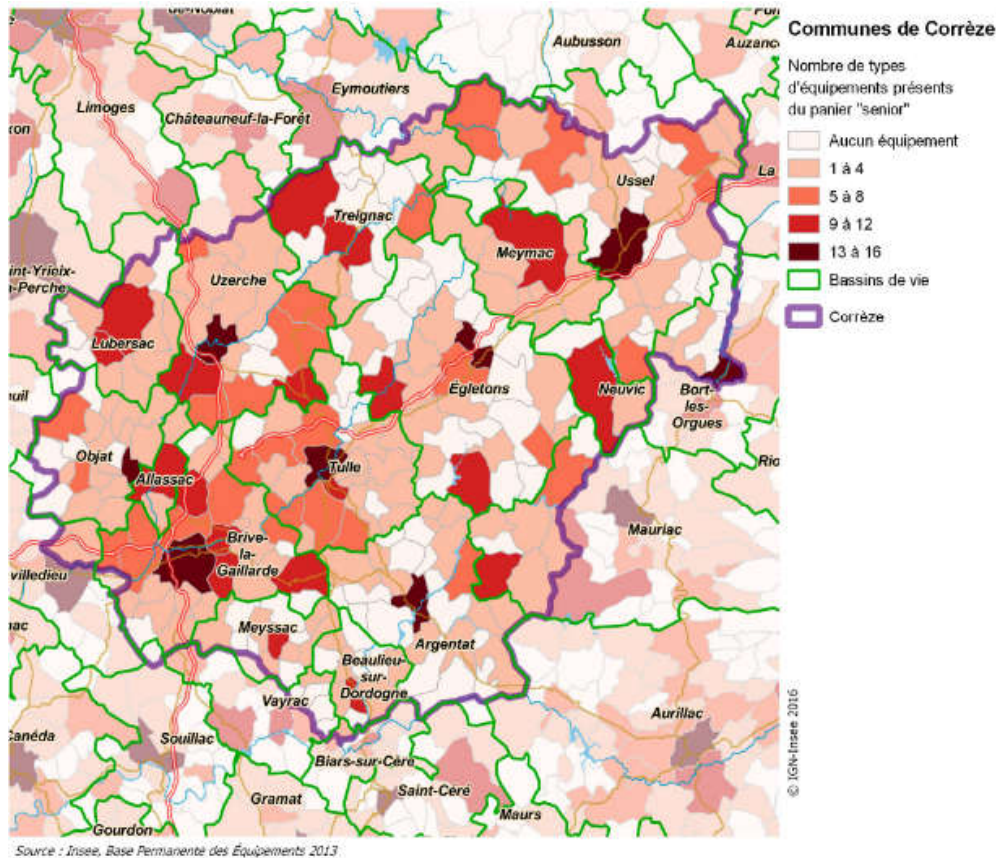 Communes de Corrèze
Nombre de types
d'équipements présents
du panier "senior"
Aucun équipement
1 à 4
5 à 8
9 à 12
13 à 16
Bassins de vie
Corrèze
© IGN-Insee 2016
Aubusson
Eymoutiers
Limoges
Châteauneuf-la-Forêt
Ussel
La
Treignac
Meymac
Uzerche
Lubersac
Égletons
Neuvic
Bort-
les-
Orgues
Objat
Allassac
Tulle
Mauriac
Brive-
la-
Gaillarde
Meyssac
Argentat
Beaulieu-
sur-
Dordogne
Vayrac
Souillac
Aurillac
Biars-sur-Cère
Saint-Céré
Gramat
Maurs
Gourdon
Source : Insee, Base Permanente des Équipements 2013